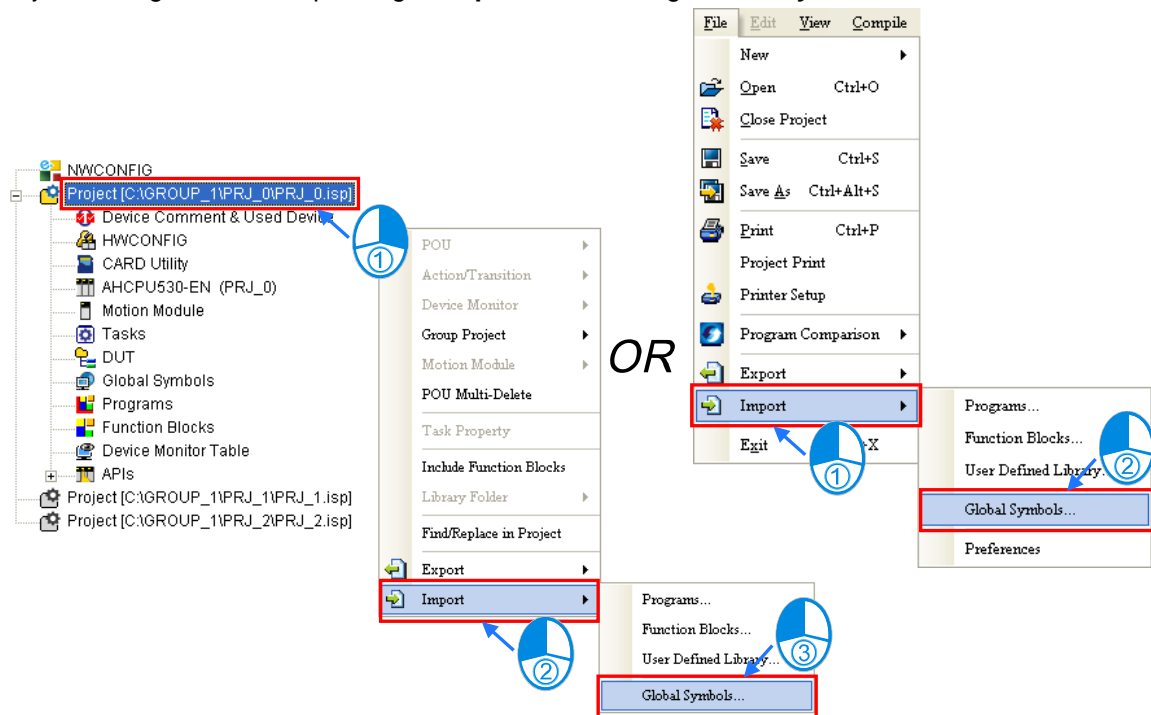 File Edit View Compile
New
Open Ctrl+O
Close Project
Save Ctrl+S
Save As Ctrl+Alt+S
Print Ctrl+P
Project Print
Printer Setup
Program Comparison
Export
Import
Exit +X
①
Programs...
Function Blocks...
User Defined Library.
②
Global Symbols...
Preferences
OR
NWCONFIG
Project [C:\GROUP_1\PRJ_0\PRJ_0.isp]
Device Comment & Used Device
HWCONFIG
CARD Utility
AHCPU530-EN (PRJ_0)
Motion Module
Tasks
DUT
Global Symbols
Programs
Function Blocks
Device Monitor Table
APIs
Project [C:\GROUP_1\PRJ_1\PRJ_1.isp]
Project [C:\GROUP_1\PRJ_2\PRJ_2.isp]
①
POU
Action/Transition
Device Monitor
Group Project
Motion Module
POU Multi-Delete
Task Property
Include Function Blocks
Library Folder
Find/Replace in Project
Export
Import
②
Programs...
Function Blocks...
User Defined Library...
③
Global Symbols...